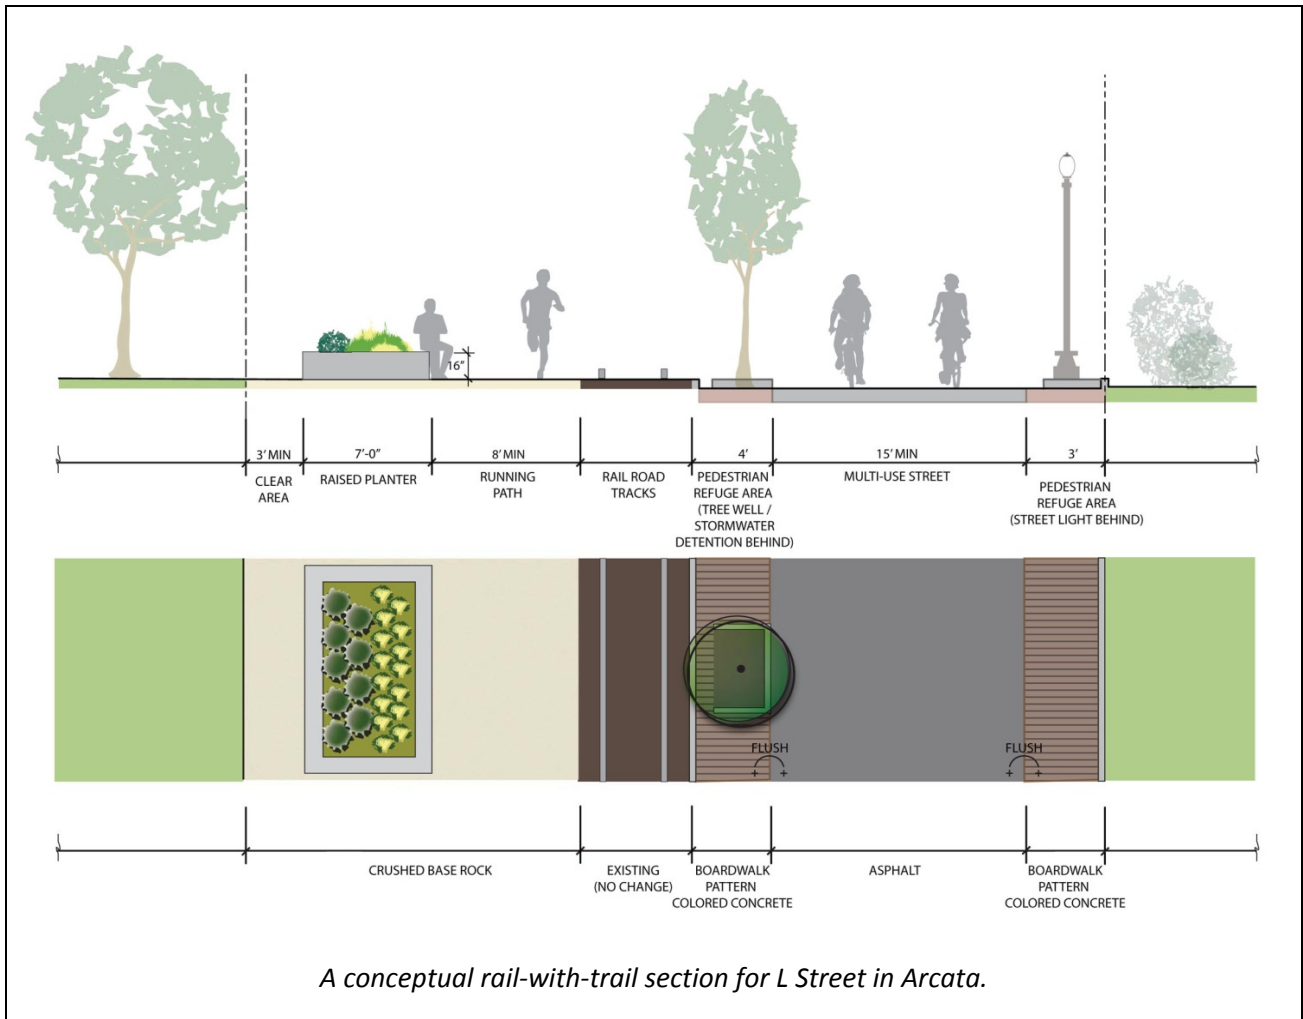 16"
3' MIN
7'-0"
8' MIN
4'
15' MIN
3'
CLEAR
AREA
RAISED PLANTER
RUNNING
PATH
RAIL ROAD
TRACKS
PEDESTRIAN
REFUGE AREA
(TREE WELL /
STORMWATER
DETENTION BEHIND)
MULTI-USE STREET
PEDESTRIAN
REFUGE AREA
(STREET LIGHT BEHIND)
FLUSH
FLUSH
CRUSHED BASE ROCK
EXISTING
(NO CHANGE)
BOARDWALK
PATTERN
COLORED CONCRETE
ASPHALT
BOARDWALK
PATTERN
COLORED CONCRETE
A conceptual rail-with-trail section for L Street in Arcata.